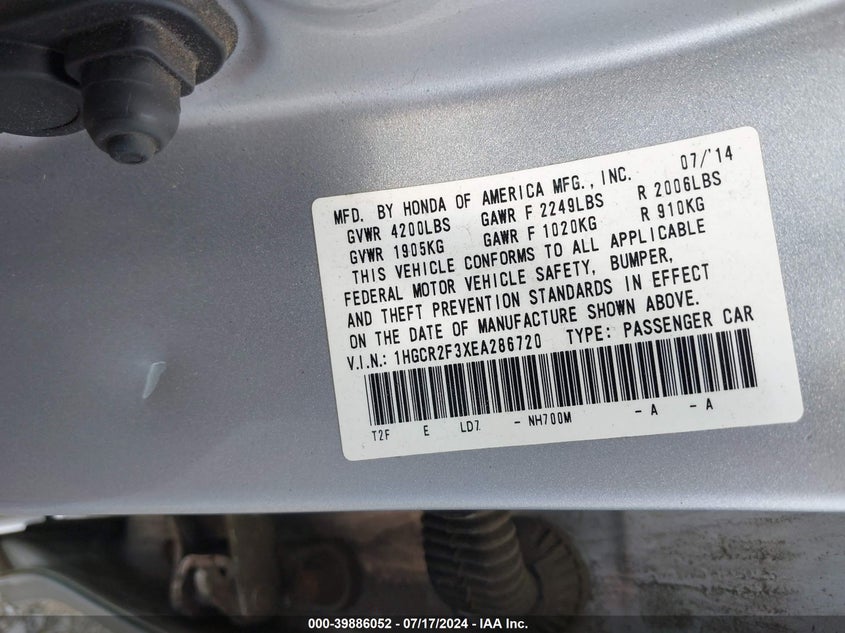 MFD. BY HONDA OF AMERICA MFG., INC. 07/'14
GVWR 4200LBS GAWR F 2249LBS R 2006LBS
GVWR 1905KG GAWR F 1020KG R 910KG
THIS VEHICLE CONFORMS TO ALL APPLICABLE
FEDERAL MOTOR VEHICLE SAFETY, BUMPER,
AND THEFT PREVENTION STANDARDS IN EFFECT
ON THE DATE OF MANUFACTURE SHOWN ABOVE.
V.I.N.: 1HGCR2F3XEA286720 TYPE: PASSENGER CAR
T2F E LD7 - NH700M - A - A
000-39886052 - 07/17/2024 - IAA Inc.